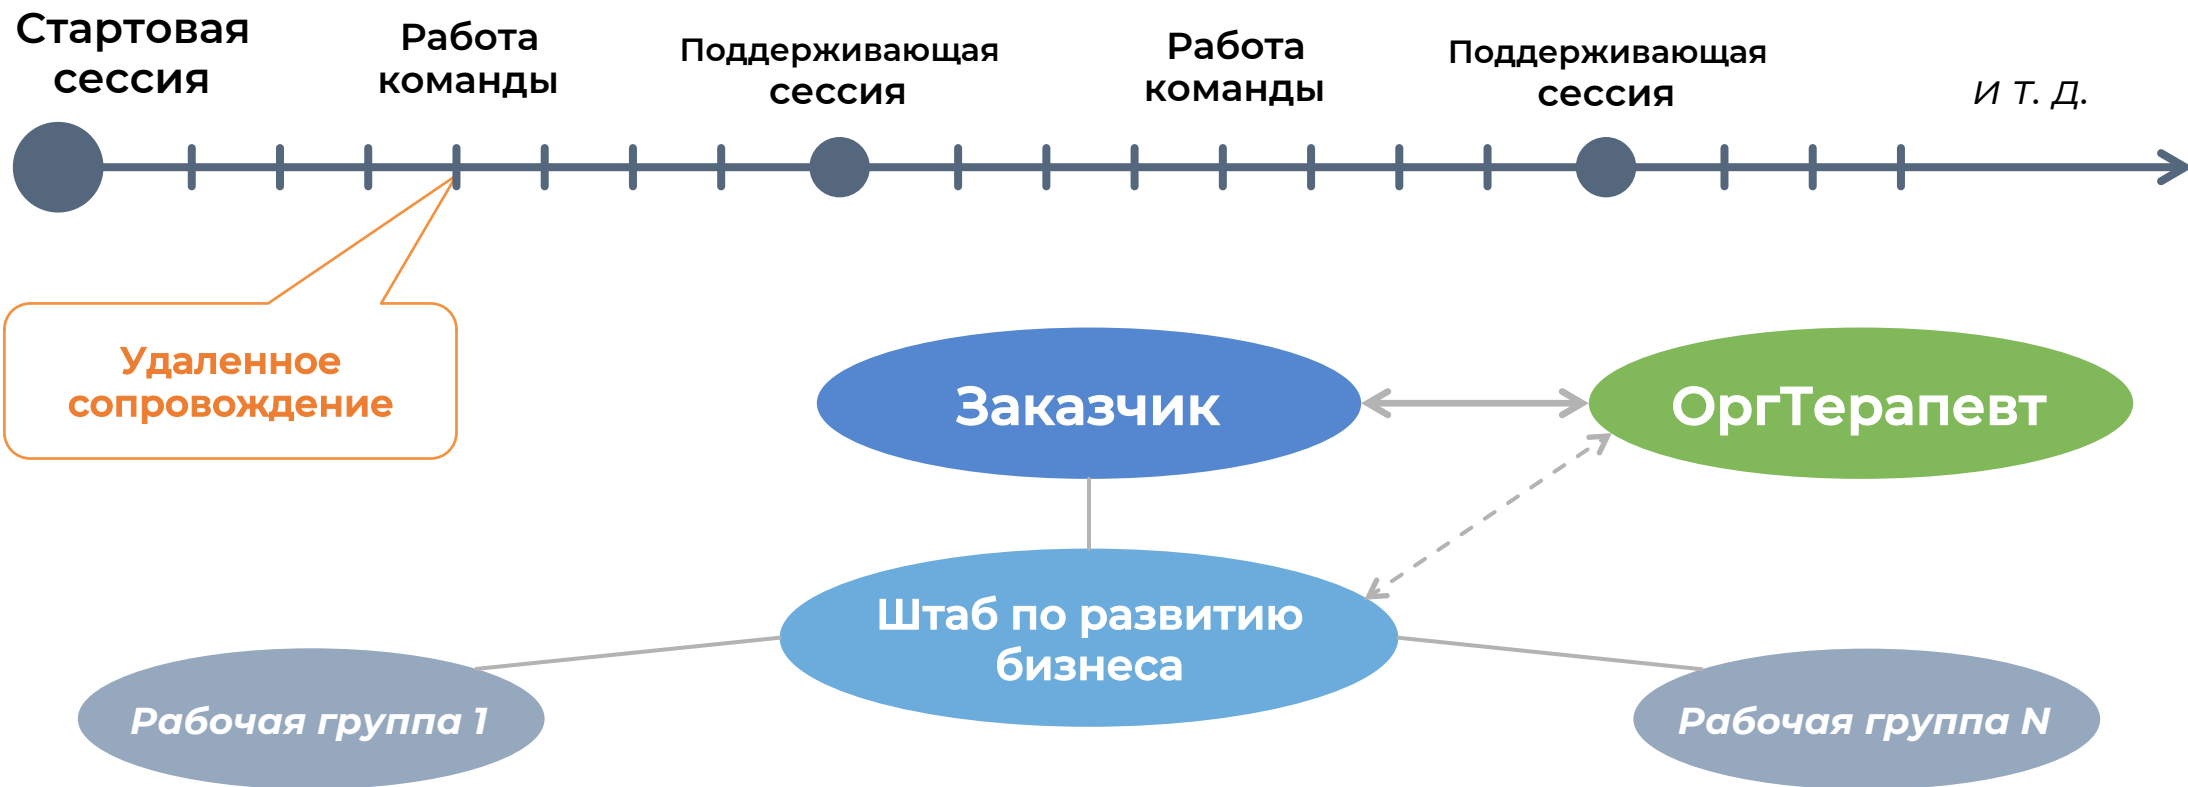 Стартовая
сессия
Работа
команды
Поддерживающая
сессия
Работа
команды
Поддерживающая
сессия
и т. д.
Удаленное
сопровождение
Заказчик
ОргТерапевт
Штаб по развитию
бизнеса
Рабочая группа 1
Рабочая группа N